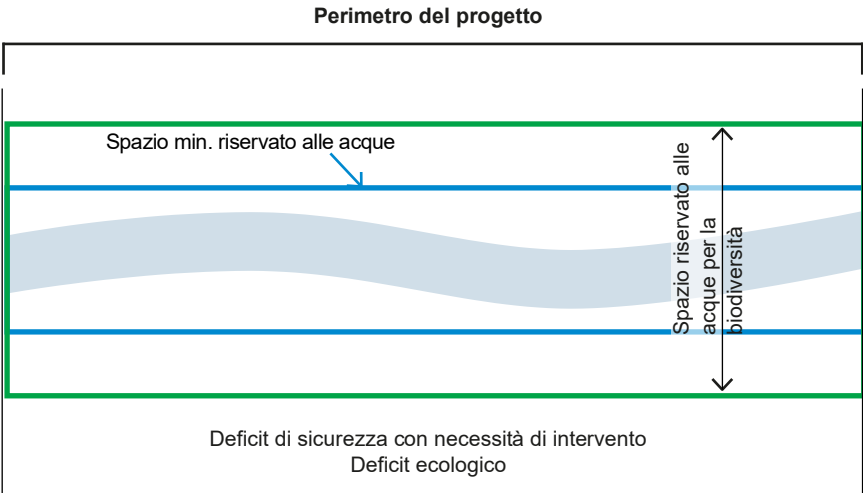 Perimetro del progetto
Spazio min. riservato alle acque
Spazio riservato alle
acque per la
biodiversità
Deficit di sicurezza con necessità di intervento
Deficit ecologico